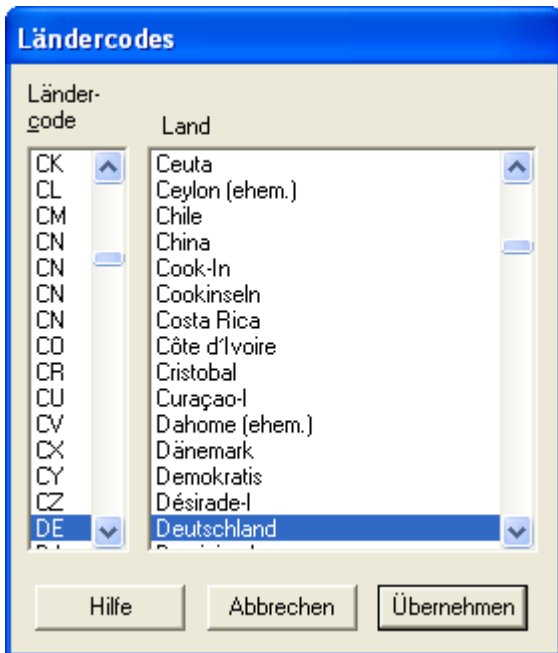 Ländercodes
Länder-
code
Land
CK
CL
CM
CN
CN
CN
CN
CO
CR
CU
CV
CX
CY
CZ
DE
Ceuta
Ceylon (ehem.)
Chile
China
Cook-In
Cookinseln
Costa Rica
Côte d'Ivoire
Cristobal
Curaçao-I
Dahome (ehem.)
Dänemark
Demokratis
Désirade-I
Deutschland
Hilfe
Abbrechen
Übernehmen